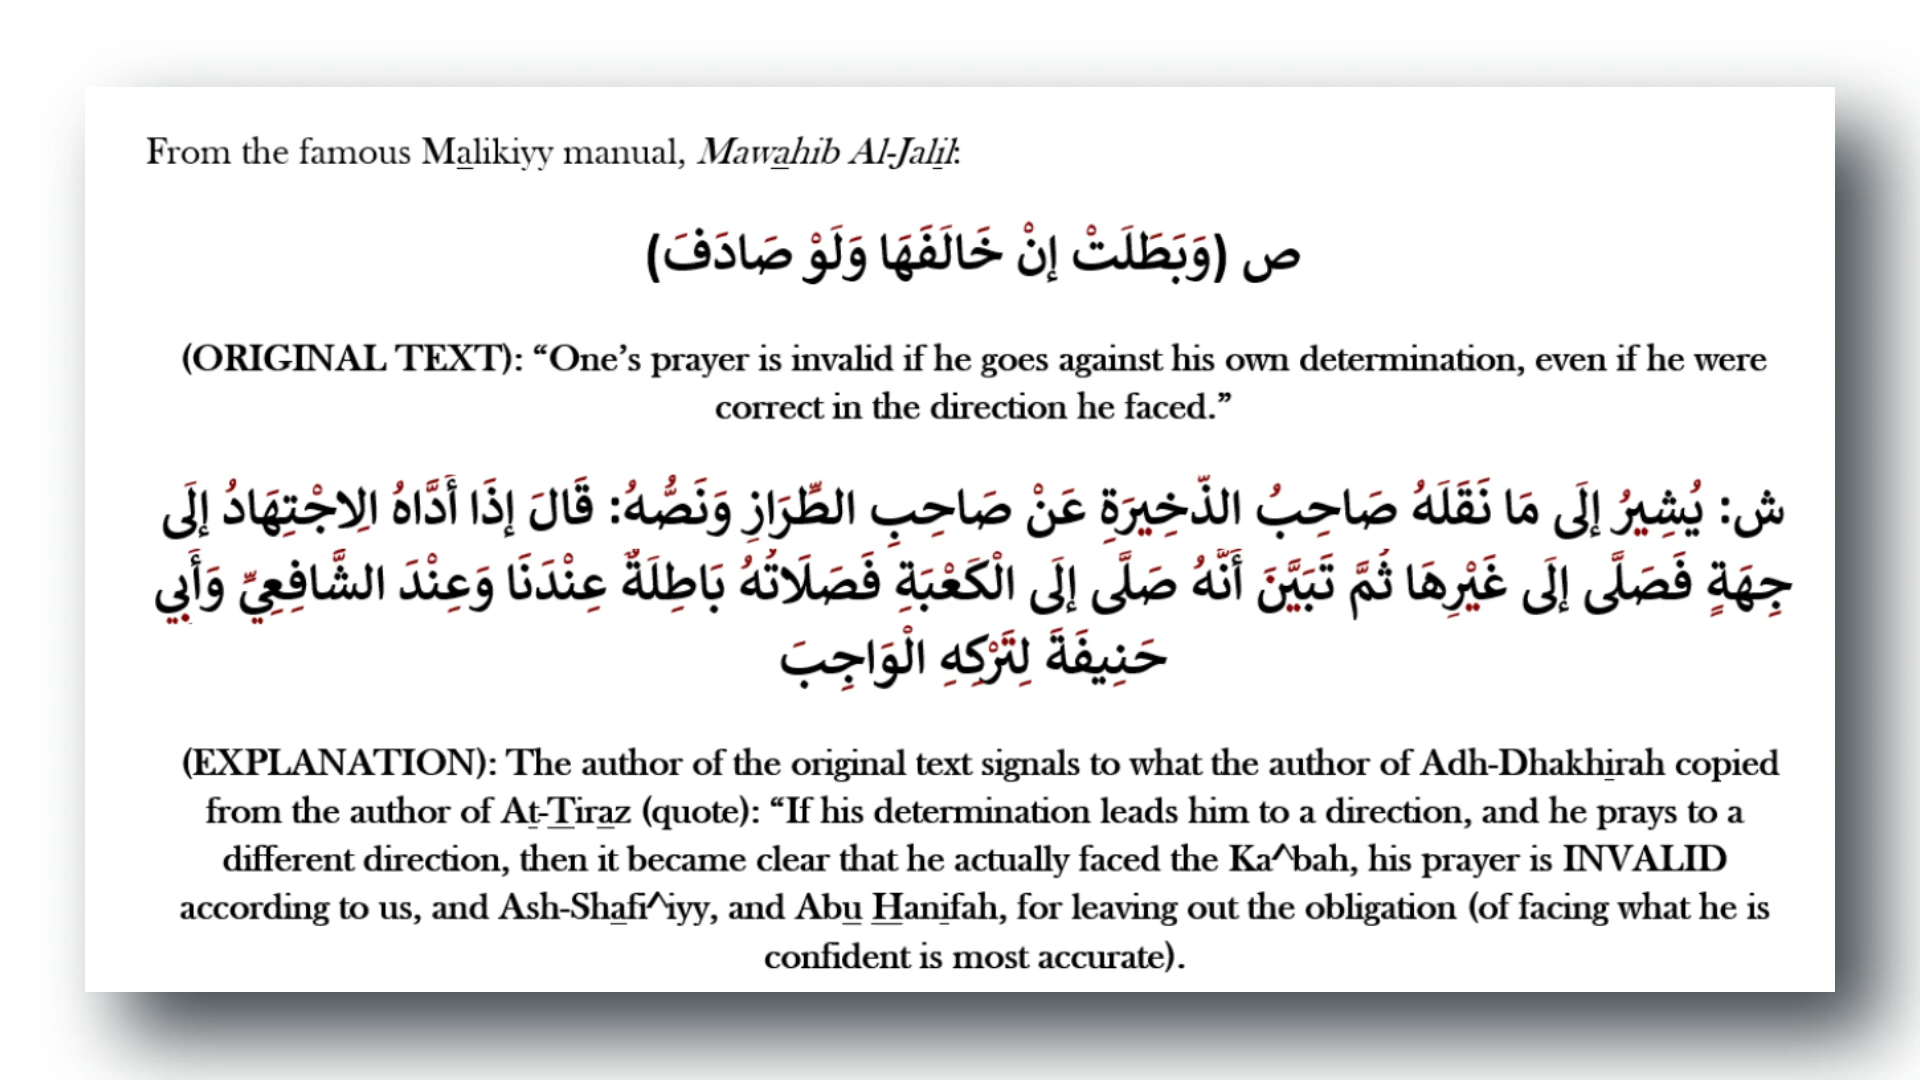 From the famous Malikiyy manual, Mawahib Al-Jalil:
ص (وَبَطَلَتْ إنْ خَالَفَهَا وَلَوْ صَادَفَ)
(ORIGINAL TEXT): “One’s prayer is invalid if he goes against his own determination, even if he were
correct in the direction he faced.”
ش: يُشِيرُ إلَى مَا نَقَلَهُ صَاحِبُ الذَّخِيرَةِ عَنْ صَاحِبِ الطِّرَازِ وَنَصُّهُ: قَالَ إذَا أَدَّاهُ الِاجْتِهَادُ إلَى
جِهَةٍ فَصَلَّى إلَى غَيْرِهَا ثُمَّ تَبَيَّنَ أَنَّهُ صَلَّى إلَى الْكَعْبَةِ فَصَلَاتُهُ بَاطِلَةٌ عِنْدَنَا وَعِنْدَ الشَّافِعِيِّ وَأَبِي
حَنِيفَةَ لِتَرْكِهِ الْوَاجِبَ
(EXPLANATION): The author of the original text signals to what the author of Adh-Dhakhirah copied
from the author of At-Tiraz (quote): “If his determination leads him to a direction, and he prays to a
different direction, then it became clear that he actually faced the Ka^bah, his prayer is INVALID
according to us, and Ash-Shafi^iyy, and Abu Hanifah, for leaving out the obligation (of facing what he is
confident is most accurate).